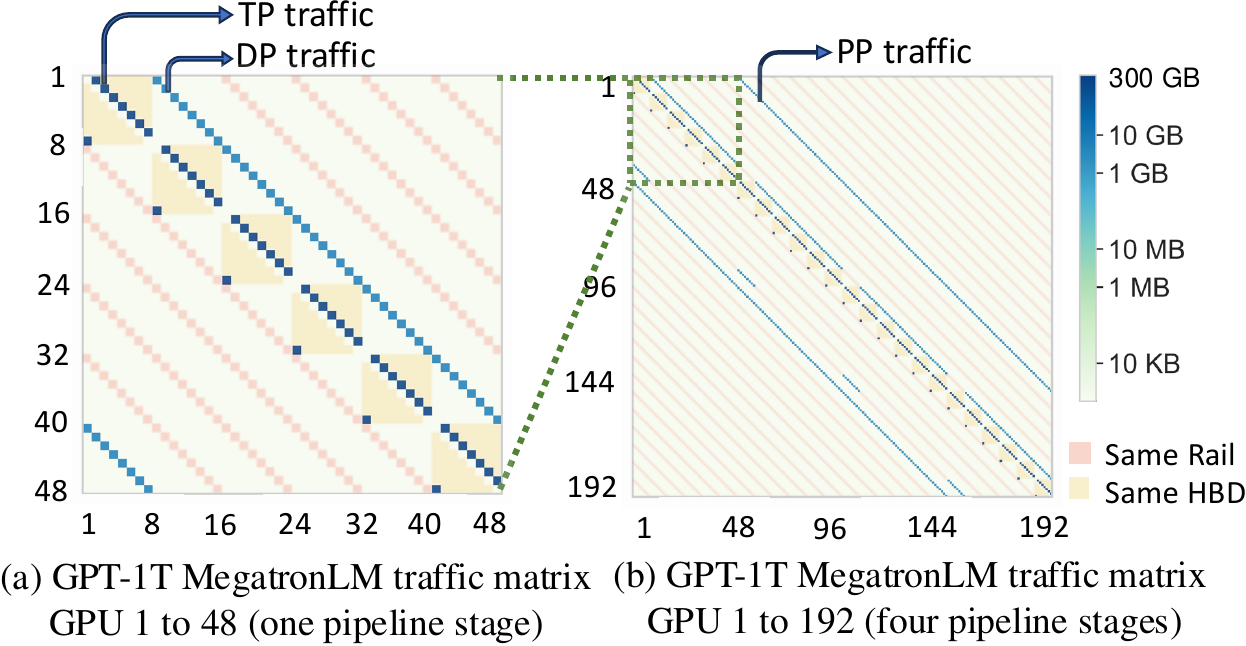 TP traffic
DP traffic
1
8
16
24
32
40
48
1 8 16 24 32 40 48
(a) GPT-1T MegatronLM traffic matrix
GPU 1 to 48 (one pipeline stage)
PP traffic
1
48
96
144
192
1 48 96 144 192
(b) GPT-1T MegatronLM traffic matrix
GPU 1 to 192 (four pipeline stages)
300 GB
10 GB
1 GB
10 MB
1 MB
10 KB
Same Rail
Same HBD